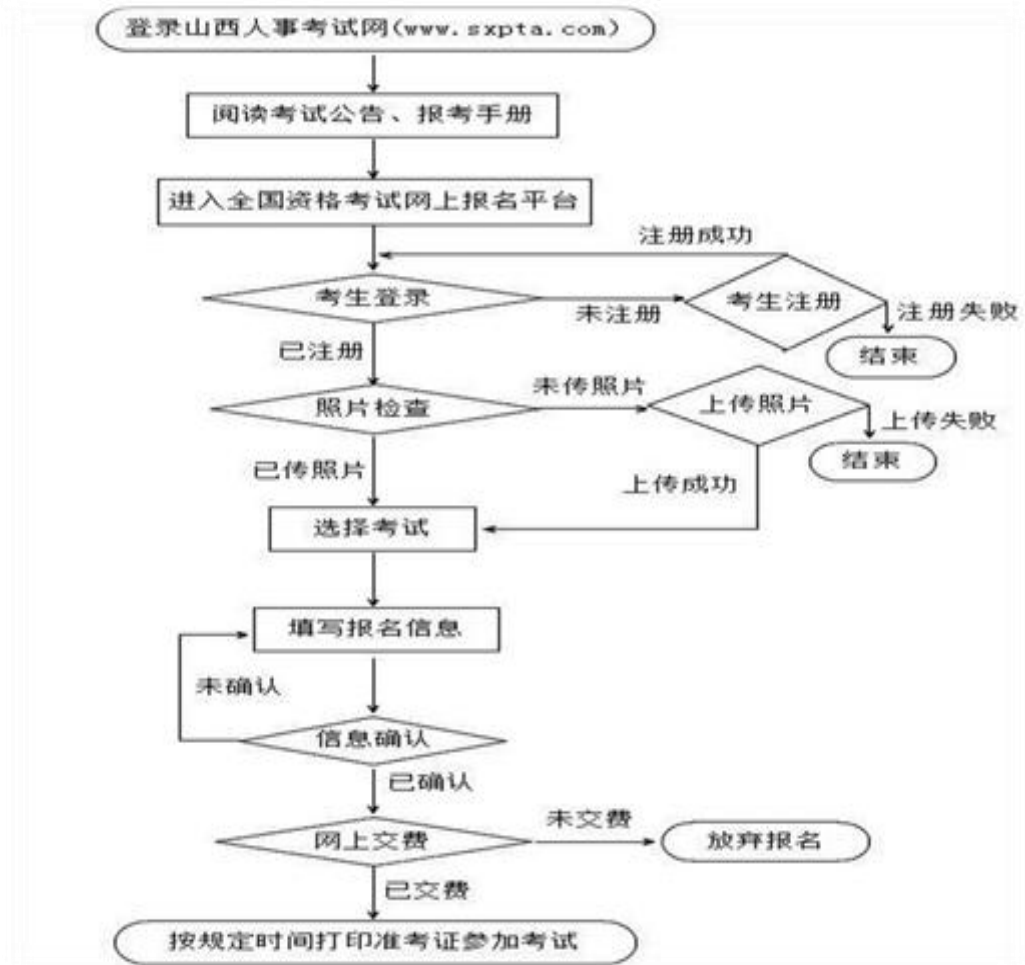 登录山西人事考试网(www.sxpta.com)
阅读考试公告、报考手册
进入全国资格考试网上报名平台
注册成功
考生登录
未注册
考生注册
注册失败
结束
已注册
照片检查
未传照片
上传照片
上传失败
结束
已传照片
上传成功
选择考试
填写报名信息
未确认
信息确认
已确认
网上交费
未交费
放弃报名
已交费
按规定时间打印准考证参加考试